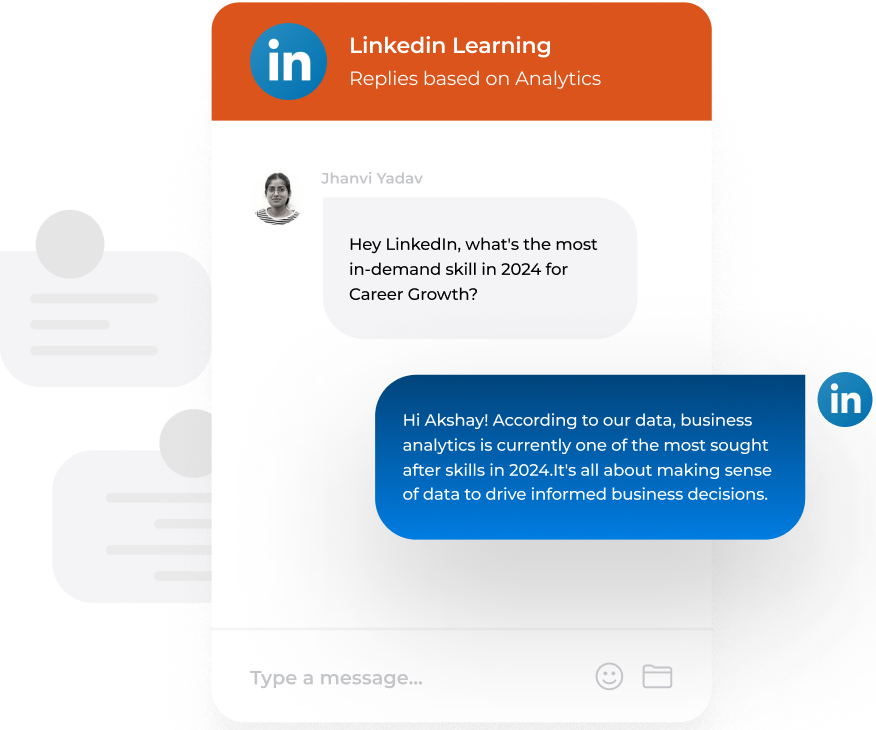 in
Linkedin Learning
Replies based on Analytics
Jhanvi Yadav
Hey LinkedIn, what's the most
in-demand skill in 2024 for
Career Growth?
in
Hi Akshay! According to our data, business
analytics is currently one of the most sought
after skills in 2024.It's all about making sense
of data to drive informed business decisions.
Type a message...